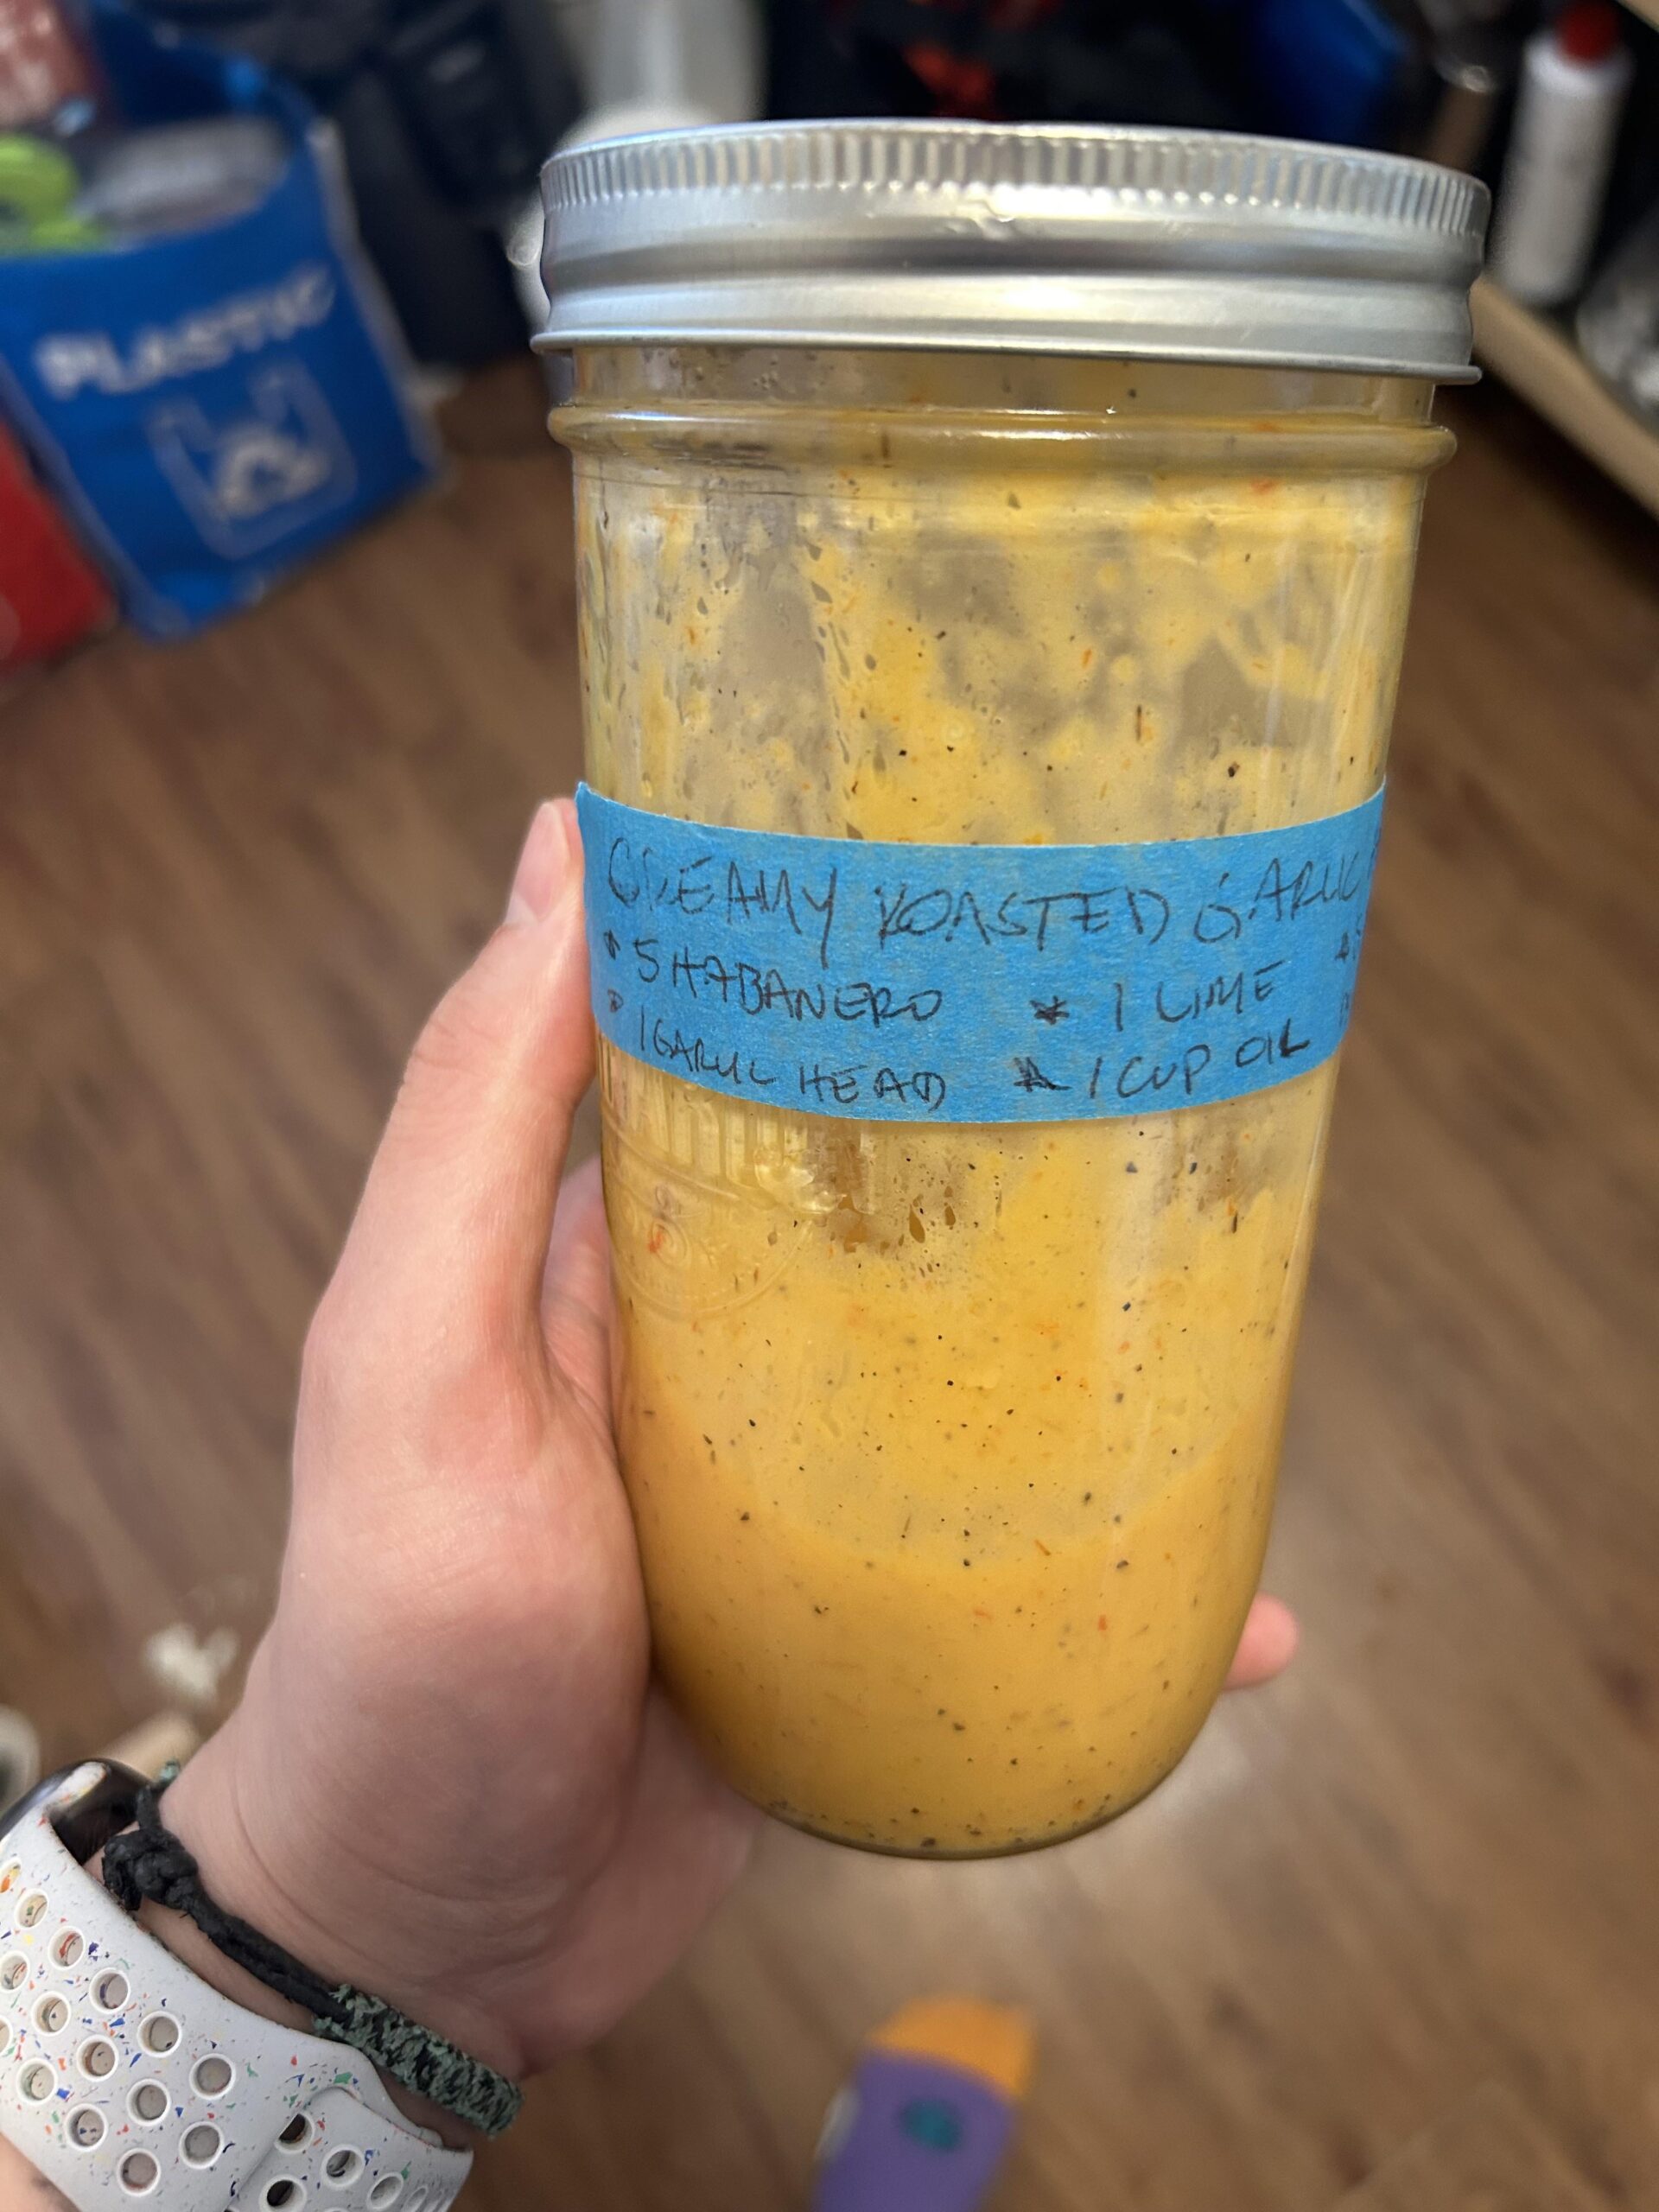 PLASTIC
CREAMY ROASTED GARLIC
* 5 HABANERO * 1 LIME
* 1 GARLIC HEAD * 1 CUP OIL